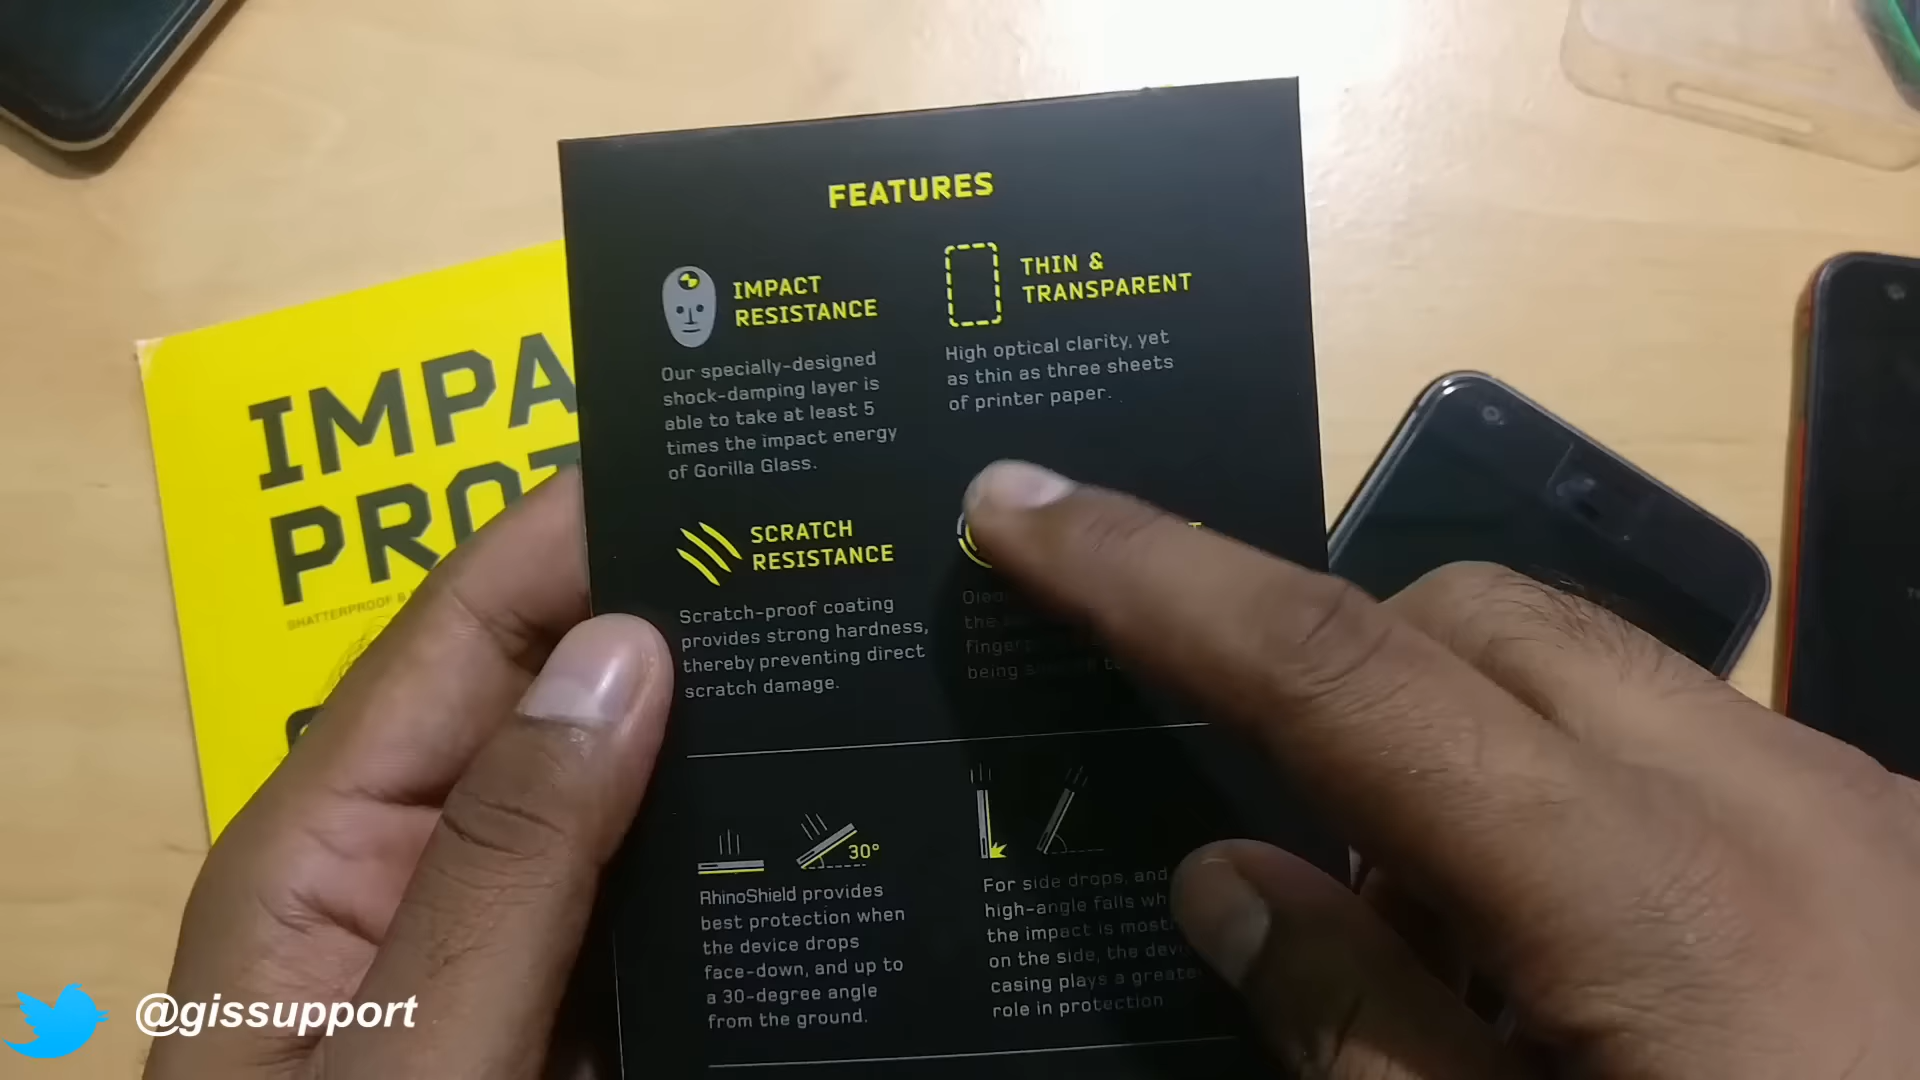 FEATURES
IMPACT
RESISTANCE
Our specially-designed
shock-damping layer is
able to take at least 5
times the impact energy
of Gorilla Glass.
THIN &
TRANSPARENT
High optical clarity, yet
as thin as three sheets
of printer paper.
SCRATCH
RESISTANCE
Scratch-proof coating
provides strong hardness,
thereby preventing direct
scratch damage.
the
being
30°
RhinoShield provides
best protection when
the device drops
face-down, and up to
a 30-degree angle
from the ground.
For side drops, and
high-angle falls
the impact is
on the side, the
casing plays a
role in protection
SHATTERPROOF
@gissupport